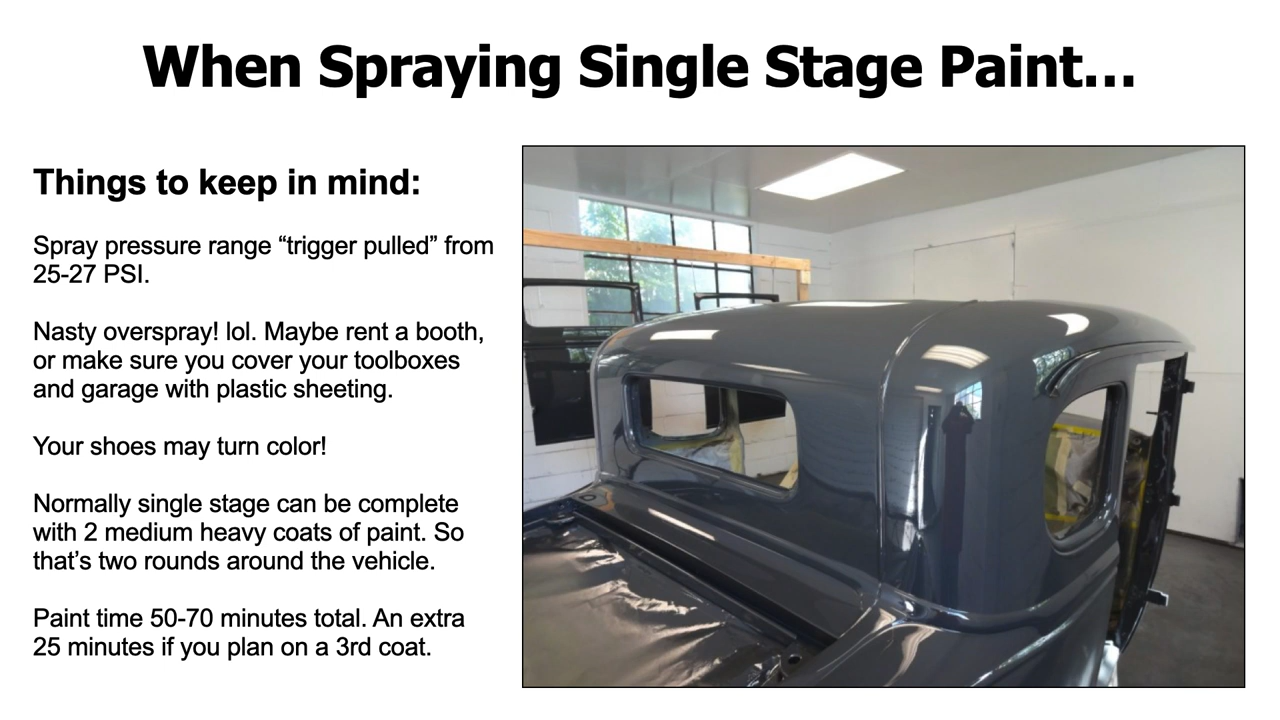 When Spraying Single Stage Paint...
Things to keep in mind:
Spray pressure range “trigger pulled” from
25-27 PSI.
Nasty overspray! lol. Maybe rent a booth,
or make sure you cover your toolboxes
and garage with plastic sheeting.
Your shoes may turn color!
Normally single stage can be complete
with 2 medium heavy coats of paint. So
that’s two rounds around the vehicle.
Paint time 50-70 minutes total. An extra
25 minutes if you plan on a 3rd coat.